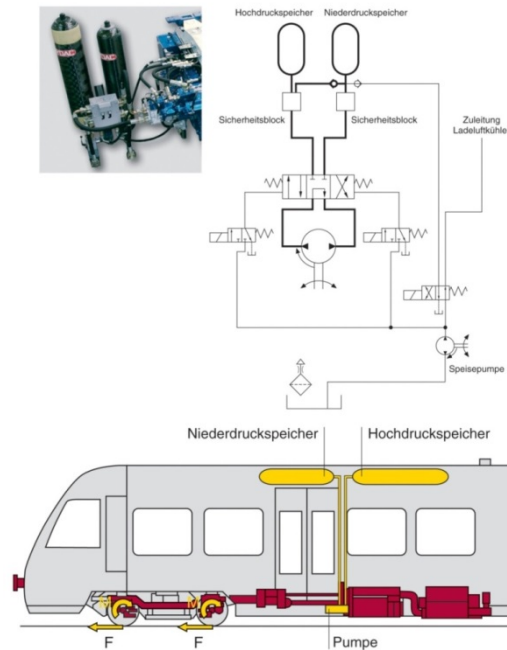 Hochdruckspeicher
Niederdruckspeicher
Sicherheitsblock
Sicherheitsblock
Zuleitung
Ladeluftkühle
Speisepumpe
Niederdruckspeicher
Hochdruckspeicher
M
M
F
F
Pumpe